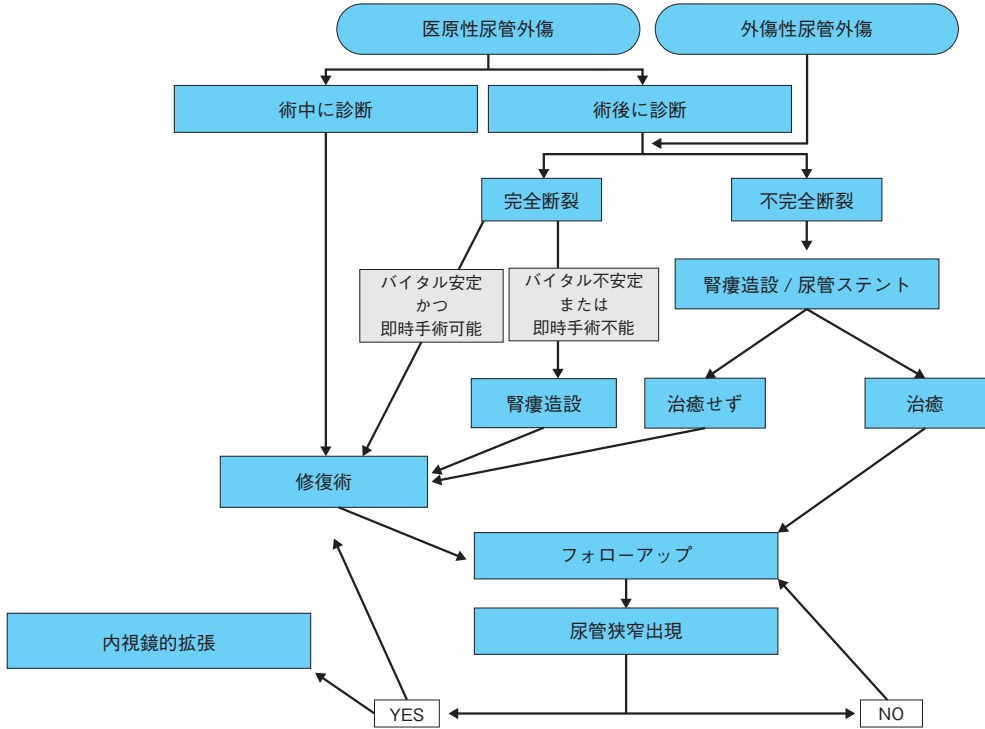 医原性尿管外傷
外傷性尿管外傷
術中に診断
術後に診断
完全断裂
不完全断裂
バイタル安定
かつ
即時手術可能
バイタル不安定
または
即時手術不能
腎瘻造設 / 尿管ステント
腎瘻造設
治癒せず
治癒
修復術
フォローアップ
尿管狭窄出現
内視鏡的拡張
YES
NO